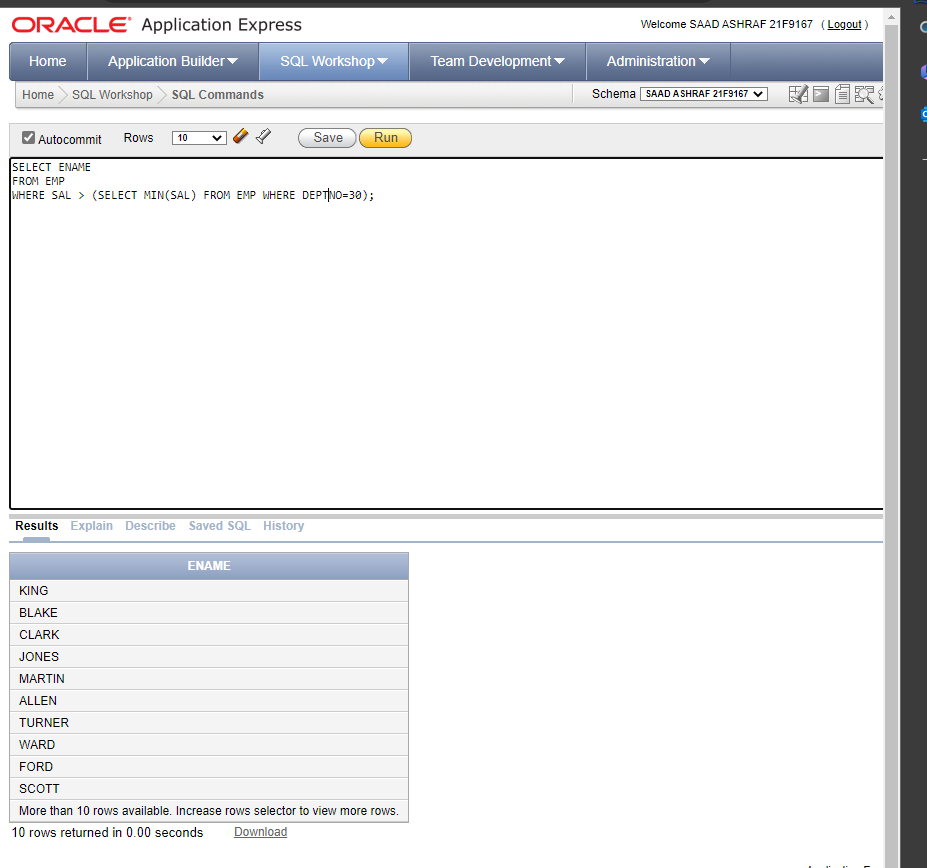 ORACLE® Application Express
Welcome SAAD ASHRAF 21F9167 ( Logout )
Home Application Builder SQL Workshop Team Development Administration
Home SQL Workshop SQL Commands Schema SAAD ASHRAF 21F9167
Autocommit Rows 10 Save Run
SELECT ENAME
FROM EMP
WHERE SAL > (SELECT MIN(SAL) FROM EMP WHERE DEPTNO=30);
Results Explain Describe Saved SQL History
ENAME
KING
BLAKE
CLARK
JONES
MARTIN
ALLEN
TURNER
WARD
FORD
SCOTT
More than 10 rows available. Increase rows selector to view more rows.
10 rows returned in 0.00 seconds Download